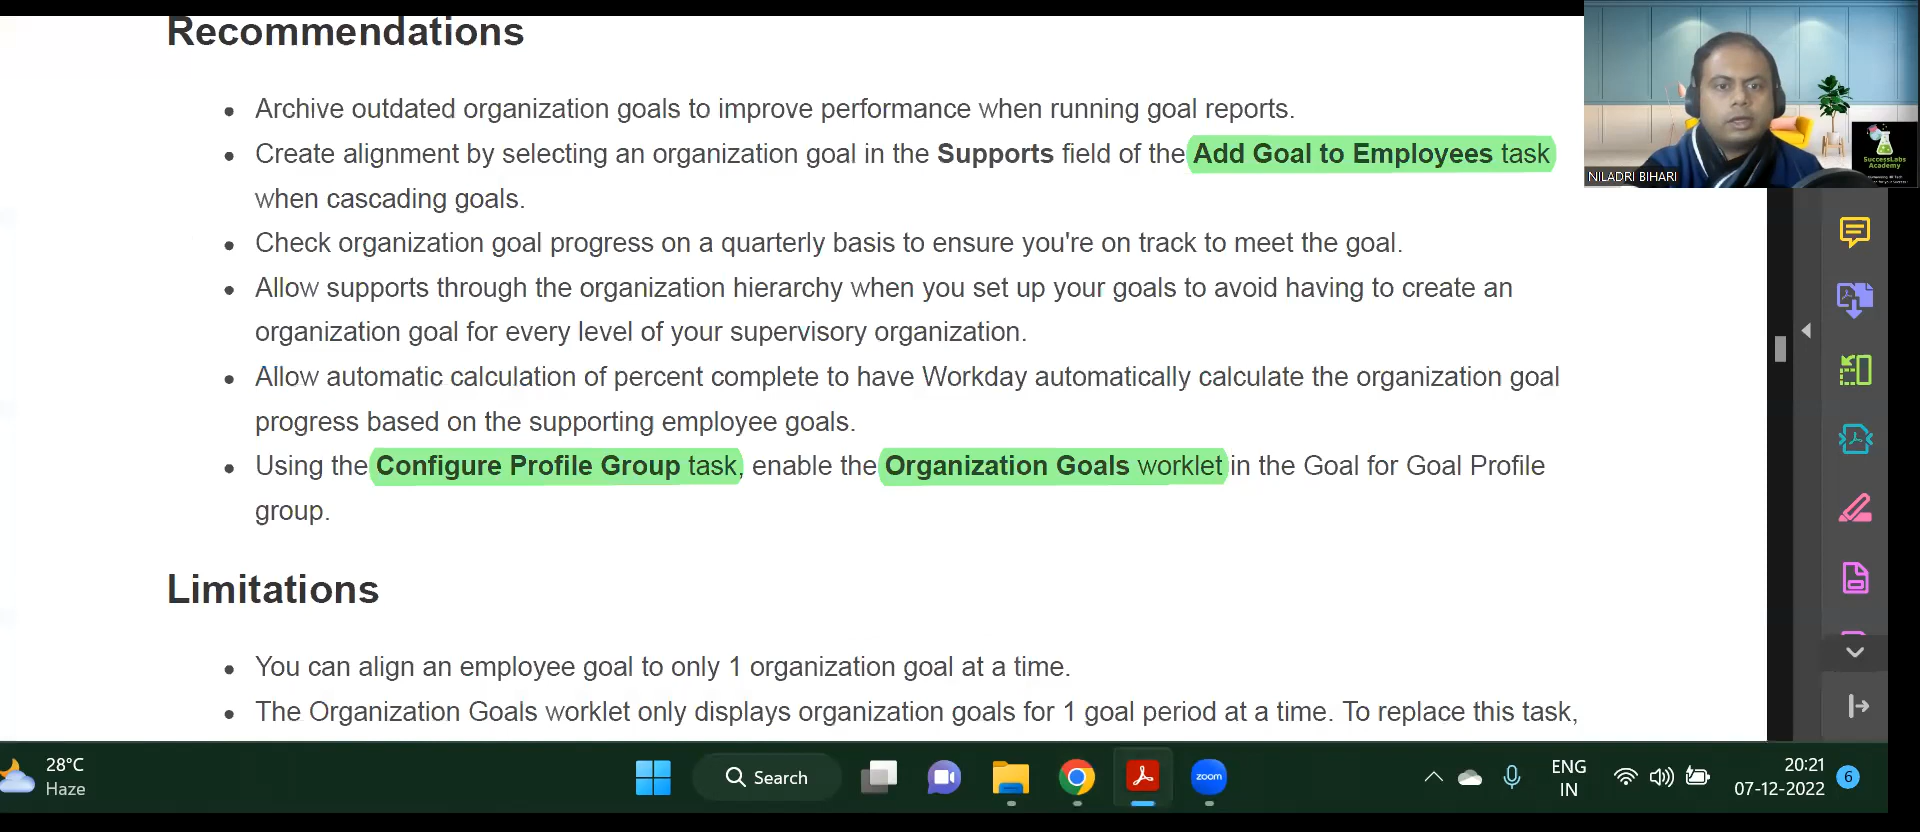 Recommendations
Archive outdated organization goals to improve performance when running goal reports.
Create alignment by selecting an organization goal in the Supports field of the Add Goal to Employees task
when cascading goals.
Check organization goal progress on a quarterly basis to ensure you're on track to meet the goal.
Allow supports through the organization hierarchy when you set up your goals to avoid having to create an
organization goal for every level of your supervisory organization.
Allow automatic calculation of percent complete to have Workday automatically calculate the organization goal
progress based on the supporting employee goals.
Using the Configure Profile Group task, enable the Organization Goals worklet in the Goal for Goal Profile
group.
Limitations
You can align an employee goal to only 1 organization goal at a time.
The Organization Goals worklet only displays organization goals for 1 goal period at a time. To replace this task,
SuccessLabs
Academy
NILADRI BIHARI
28°C
Haze
Search
zoom
ENG
IN
20:21
07-12-2022
6